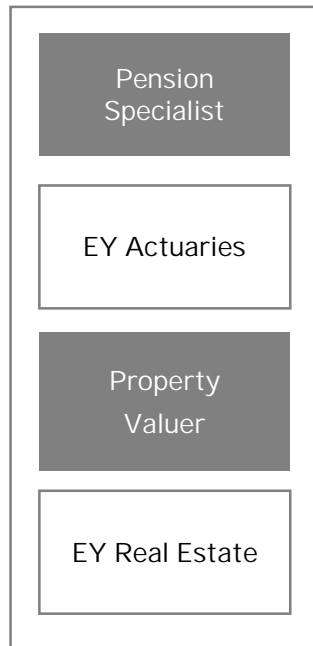 Pension
Specialist
EY Actuaries
Property
Valuer
EY Real Estate